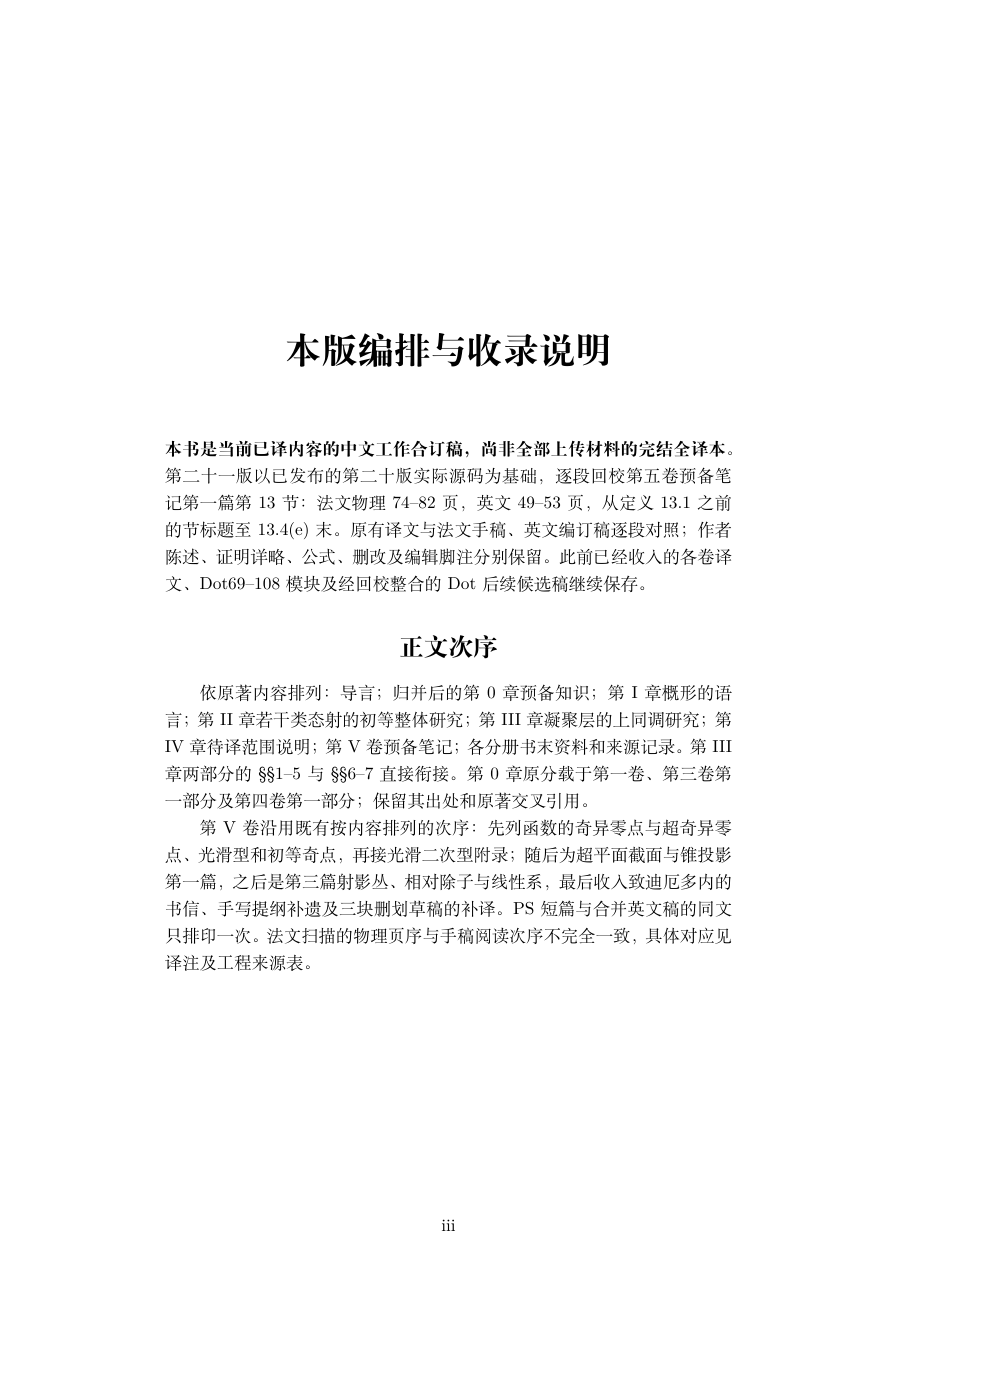 本版编排与收录说明
本书是当前已译内容的中文工作合订稿，尚非全部上传材料的完结全译本。
第二十一版以已发布的第二十版实际源码为基础，逐段回校第五卷预备笔
记第一篇第 13 节：法文物理 74–82 页，英文 49–53 页，从定义 13.1 之前
的节标题至 13.4(e) 末。原有译文与法文手稿、英文编订稿逐段对照；作者
陈述、证明详略、公式、删改及编辑脚注分别保留。此前已经收入的各卷译
文、Dot69–108 模块及经回校整合的 Dot 后续候选稿继续保存。
正文次序
依原著内容排列：导言；归并后的第 0 章预备知识；第 I 章概形的语
言；第 II 章若干类态射的初等整体研究；第 III 章凝聚层的上同调研究；第
IV 章待译范围说明；第 V 卷预备笔记；各分册书末资料和来源记录。第 III
章两部分的 §§1–5 与 §§6–7 直接衔接。第 0 章原分载于第一卷、第三卷第
一部分及第四卷第一部分；保留其出处和原著交叉引用。
第 V 卷沿用既有按内容排列的次序：先列函数的奇异零点与超奇异零
点、光滑型和初等奇点，再接光滑二次型附录；随后为超平面截面与锥投影
第一篇，之后是第三篇射影丛、相对除子与线性系，最后收入致迪厄多内的
书信、手写提纲补遗及三块删划草稿的补译。PS 短篇与合并英文稿的同文
只排印一次。法文扫描的物理页序与手稿阅读次序不完全一致，具体对应见
译注及工程来源表。
iii